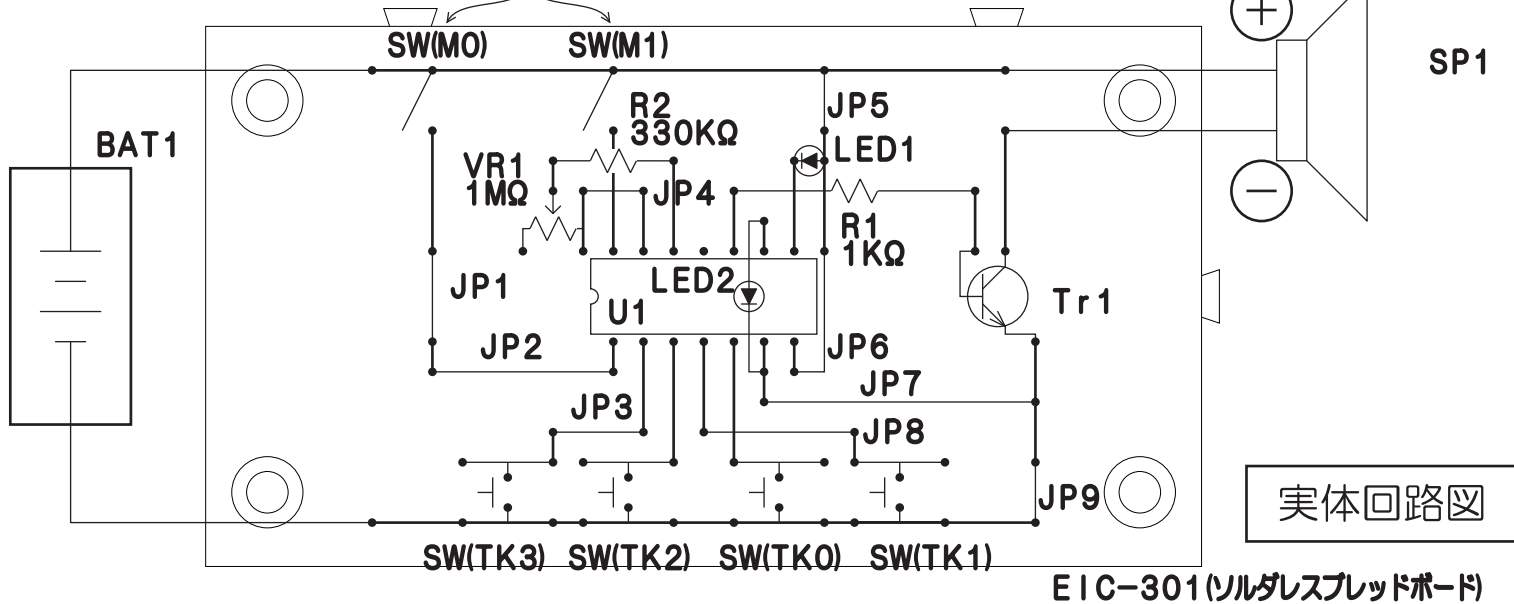 SW(M0)
SW(M1)
SP1
R2
330KΩ
JP5
LED1
BAT1
VR1
1MΩ
JP4
R1
1KΩ
JP1
LED2
U1
Tr1
JP2
JP6
JP7
JP3
JP8
JP9
実体回路図
SW(TK3)
SW(TK2)
SW(TK0)
SW(TK1)
EIC-301(ソルダレスブレッドボード)